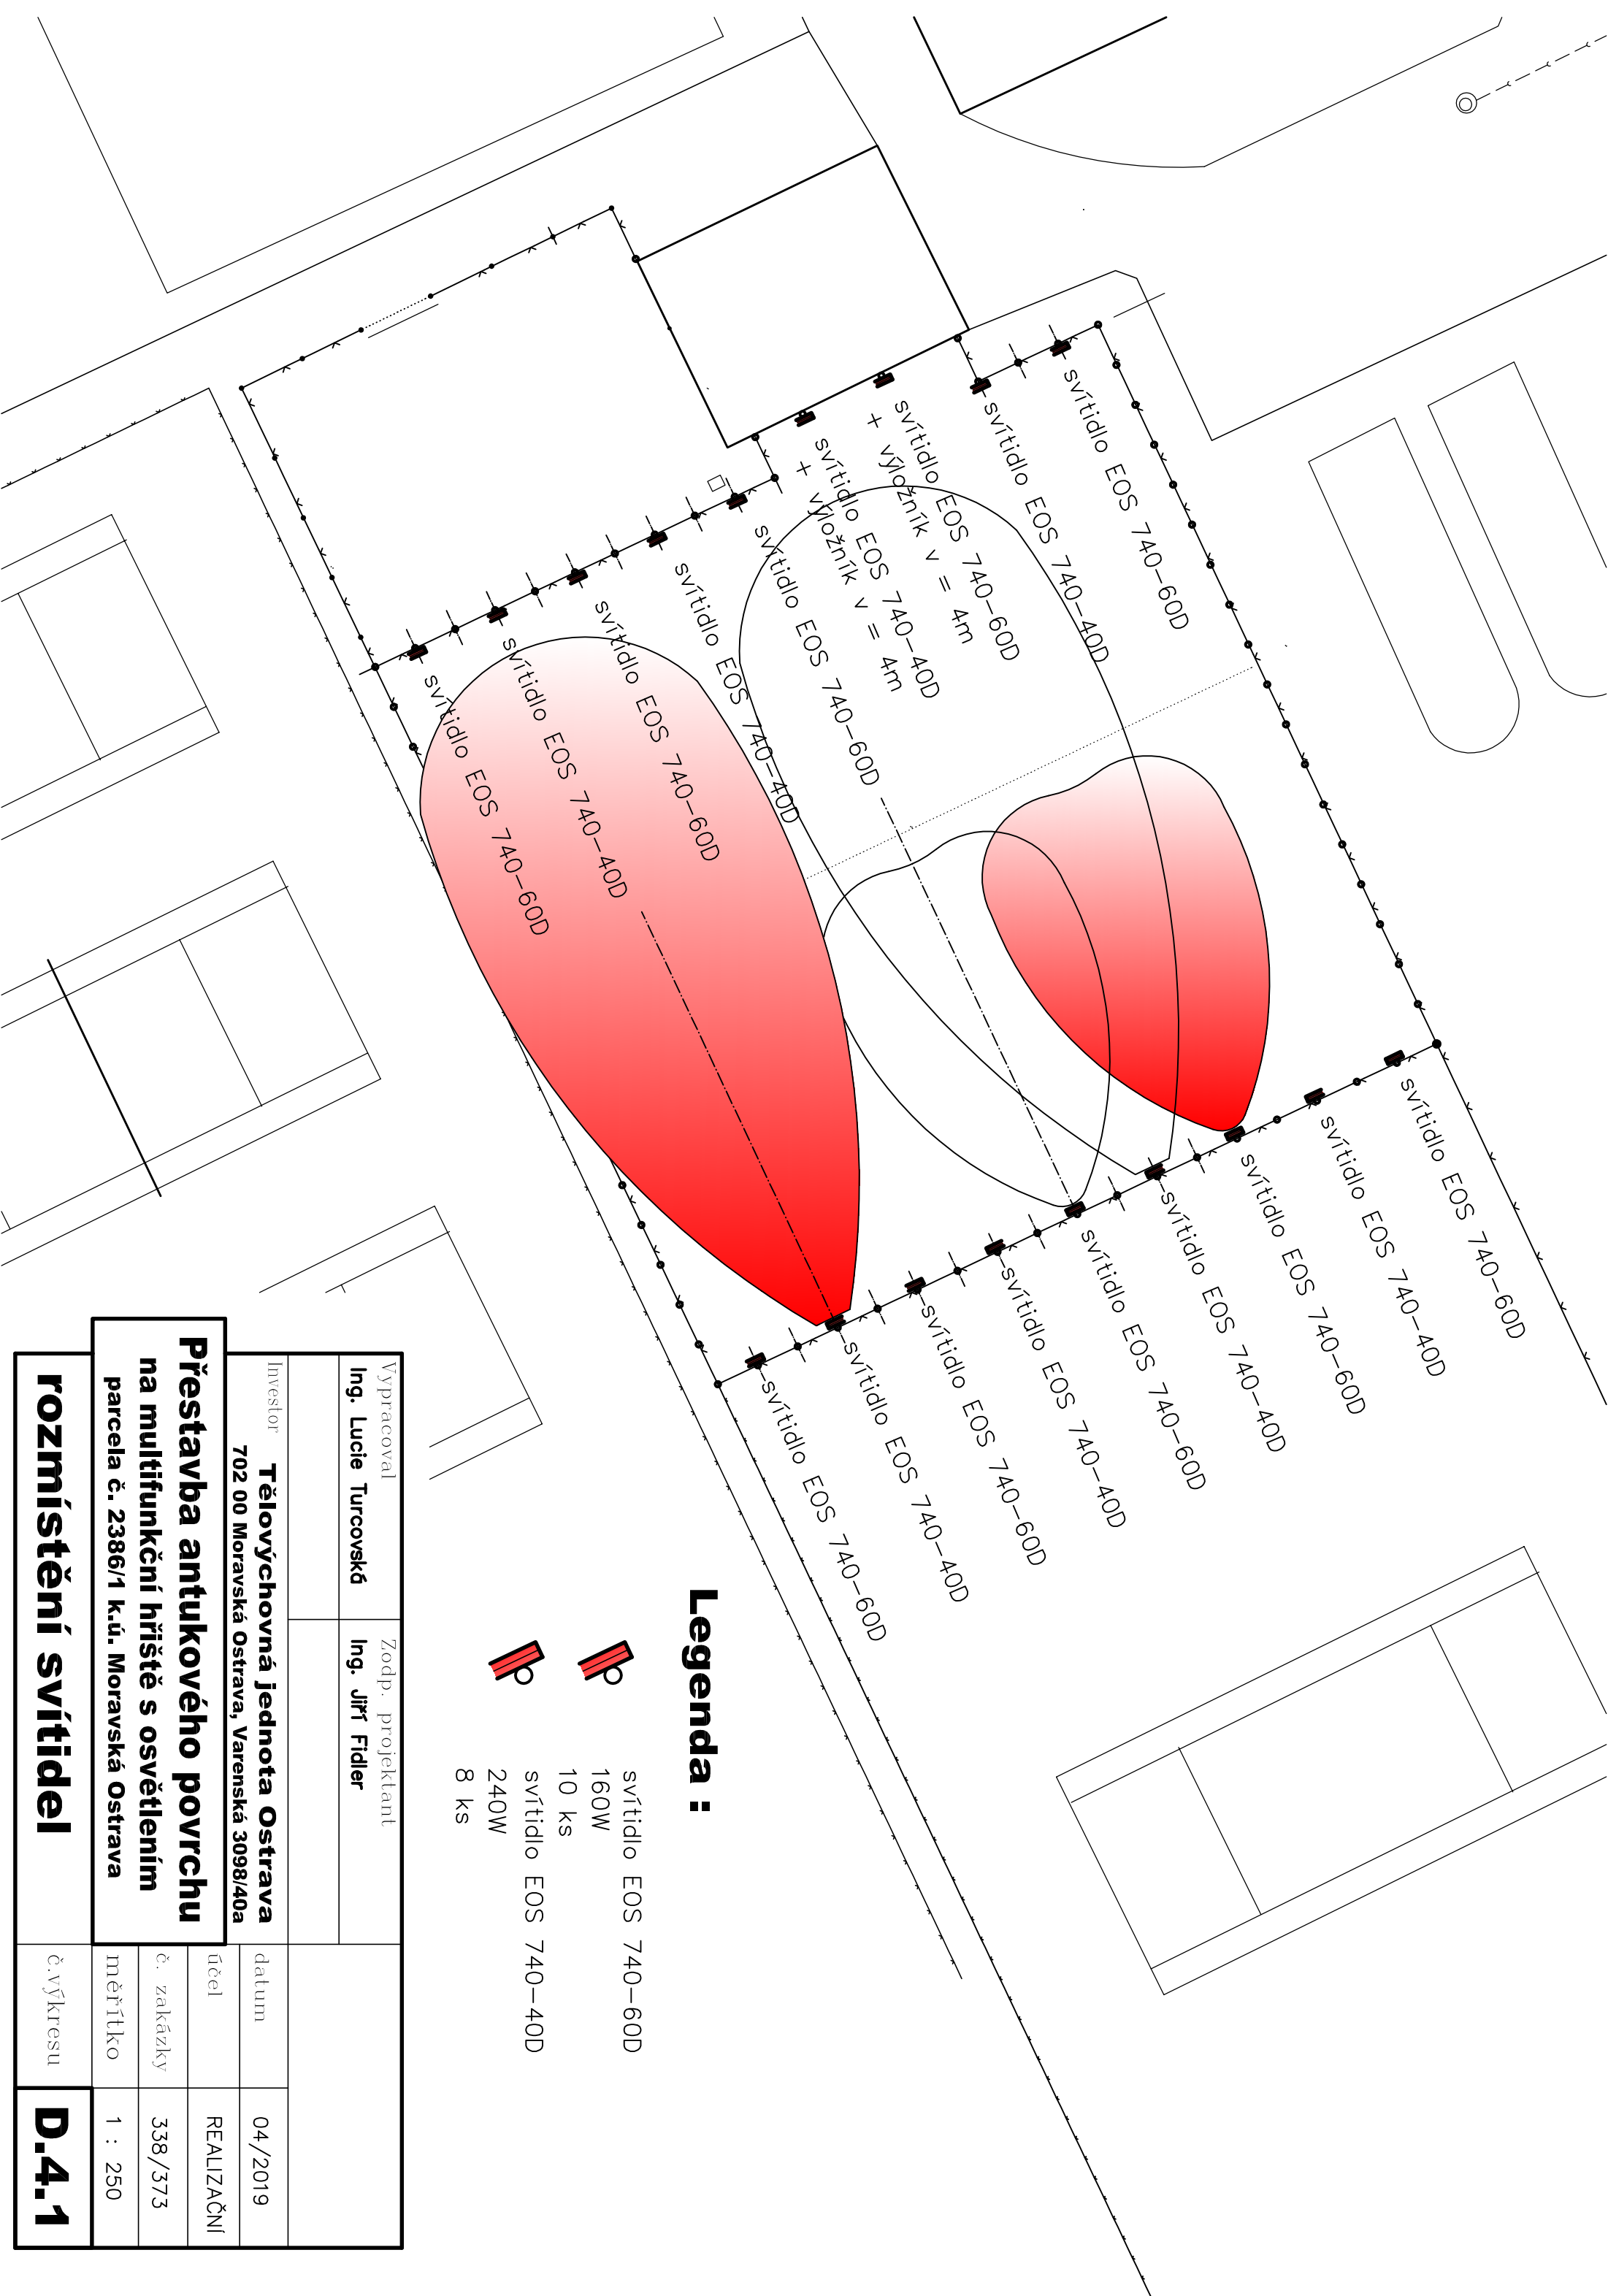 svítidlo EOS 740-60D
svítidlo EOS 740-40D
svítidlo EOS 740-60D
+ výložník v = 4m
svítidlo EOS 740-40D
+ výložník v = 4m
svítidlo EOS 740-60D
svítidlo EOS 740-40D
svítidlo EOS 740-60D
svítidlo EOS 740-40D
svítidlo EOS 740-60D
svítidlo EOS 740-60D
svítidlo EOS 740-40D
svítidlo EOS 740-60D
svítidlo EOS 740-40D
svítidlo EOS 740-60D
svítidlo EOS 740-40D
svítidlo EOS 740-60D
svítidlo EOS 740-40D
svítidlo EOS 740-60D
Legenda :
svítidlo EOS 740-60D
160W
10 ks
svítidlo EOS 740-40D
240W
8 ks
Vypracoval
Ing. Lucie Turcovská
Zodp. projektant
Ing. Jiří Fidler
Investor
Tělovýchovná jednota Ostrava
702 00 Moravská Ostrava, Varenská 3098/40a
Přestavba antukového povrchu
na multifunkční hřiště s osvětlením
parcela č. 2386/1 k.ú. Moravská Ostrava
rozmístění svítidel
datum
04/2019
účel
REALIZAČNÍ
č. zakázky
338/373
měřítko
1 : 250
č.výkresu
D.4.1